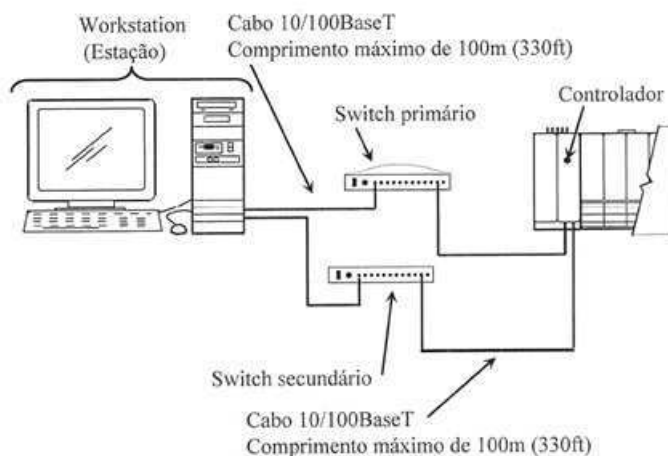 Workstation
(Estação)
Cabo 10/100BaseT
Comprimento máximo de 100m (330ft)
Switch primário
Controlador
Switch secundário
Cabo 10/100BaseT
Comprimento máximo de 100m (330ft)